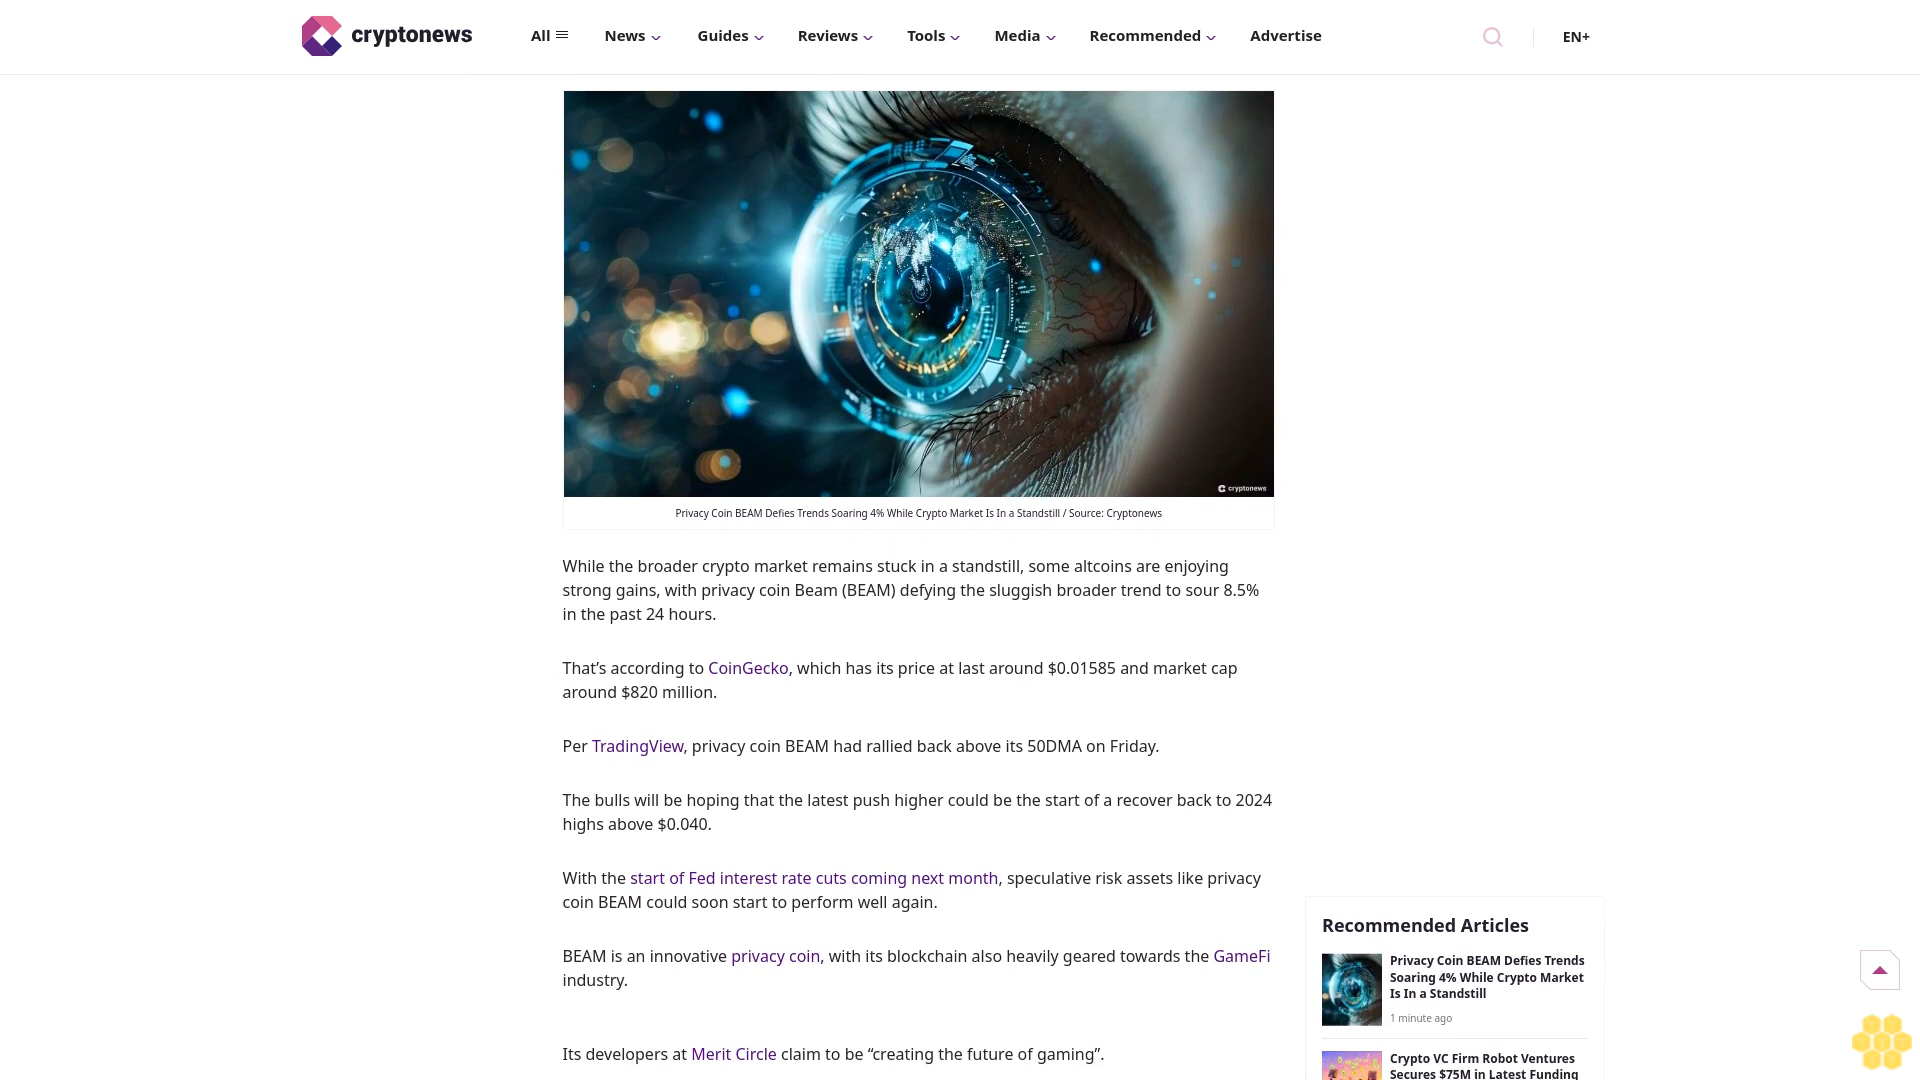 cryptonews
All
News
Guides
Reviews
Tools
Media
Recommended
Advertise
EN+
cryptonews
Privacy Coin BEAM Defies Trends Soaring 4% While Crypto Market Is In a Standstill / Source: Cryptonews
While the broader crypto market remains stuck in a standstill, some altcoins are enjoying
strong gains, with privacy coin Beam (BEAM) defying the sluggish broader trend to sour 8.5%
in the past 24 hours.
That’s according to CoinGecko, which has its price at last around $0.01585 and market cap
around $820 million.
Per TradingView, privacy coin BEAM had rallied back above its 50DMA on Friday.
The bulls will be hoping that the latest push higher could be the start of a recover back to 2024
highs above $0.040.
With the start of Fed interest rate cuts coming next month, speculative risk assets like privacy
coin BEAM could soon start to perform well again.
BEAM is an innovative privacy coin, with its blockchain also heavily geared towards the GameFi
industry.
Its developers at Merit Circle claim to be “creating the future of gaming”.
Recommended Articles
Privacy Coin BEAM Defies Trends
Soaring 4% While Crypto Market
Is In a Standstill
1 minute ago
Crypto VC Firm Robot Ventures
Secures $75M in Latest Funding